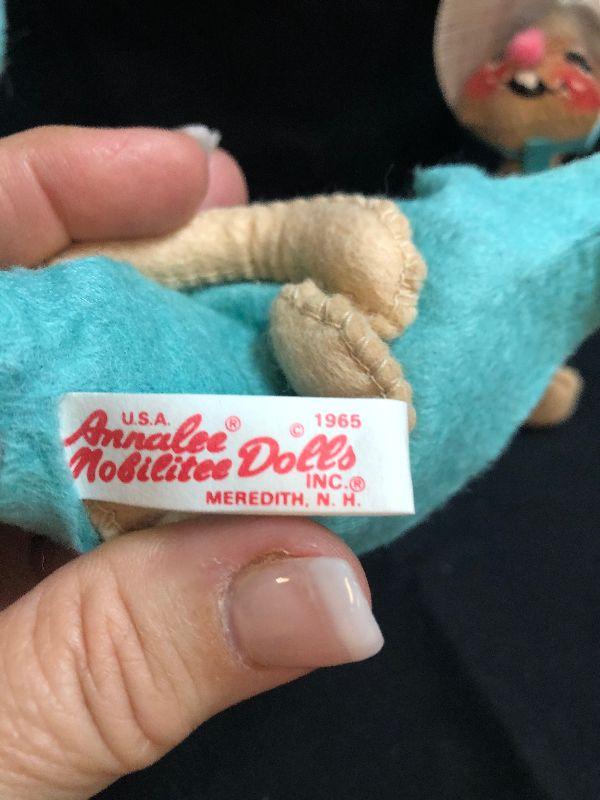 U.S.A. ® © 1965
Annalee
Mobilitee Dolls
INC.®
MEREDITH, N. H.